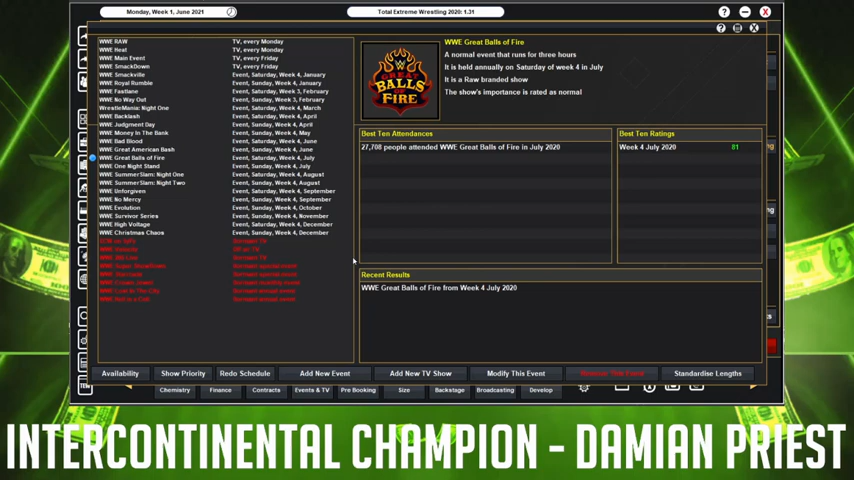 Monday, Week 1, June 2021
Total Extreme Wrestling 2020: 1.31
WWE RAW TV, every Monday
WWE Heat TV, every Monday
WWE Main Event TV, every Friday
WWE SmackDown TV, every Friday
WWE Smackville Event, Saturday, Week 4, January
WWE Royal Rumble Event, Sunday, Week 4, January
WWE Fastlane Event, Saturday, Week 3, February
WWE No Way Out Event, Sunday, Week 3, February
WrestleMania: Night One Event, Saturday, Week 4, March
WWE Backlash Event, Saturday, Week 4, April
WWE Judgment Day Event, Sunday, Week 4, April
WWE Money In The Bank Event, Sunday, Week 4, May
WWE Bad Blood Event, Saturday, Week 4, June
WWE Great American Bash Event, Sunday, Week 4, June
WWE Great Balls of Fire Event, Saturday, Week 4, July
WWE One Night Stand Event, Sunday, Week 4, July
WWE SummerSlam: Night One Event, Saturday, Week 4, August
WWE SummerSlam: Night Two Event, Sunday, Week 4, August
WWE Unforgiven Event, Saturday, Week 4, September
WWE No Mercy Event, Sunday, Week 4, September
WWE Evolution Event, Sunday, Week 4, October
WWE Survivor Series Event, Sunday, Week 4, November
WWE High Voltage Event, Saturday, Week 4, December
WWE Christmas Chaos Event, Sunday, Week 4, December
GREAT
BALLS
OF
FIRE
WWE Great Balls of Fire
A normal event that runs for three hours
It is held annually on Saturday of week 4 in July
It is a Raw branded show
The show's importance is rated as normal
Best Ten Attendances
27,708 people attended WWE Great Balls of Fire in July 2020
Best Ten Ratings
Week 4 July 2020 81
Recent Results
WWE Great Balls of Fire from Week 4 July 2020
Availability Show Priority Redo Schedule Add New Event Add New TV Show Modify This Event Standardise Lengths
Chemistry Finance Contracts Events & TV Pre Booking Size Backstage Broadcasting Develop
INTERCONTINENTAL CHAMPION - DAMIAN PRIEST